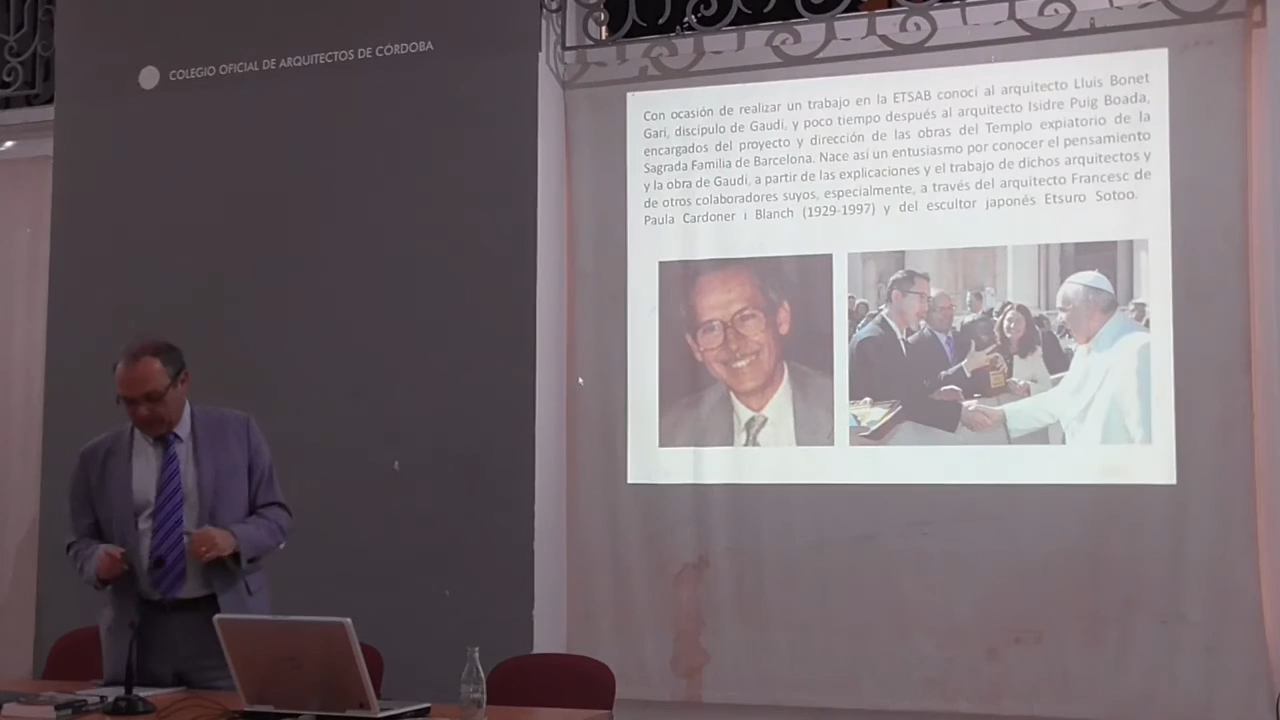 COLEGIO OFICIAL DE ARQUITECTOS DE CÓRDOBA
Con ocasión de realizar un trabajo en la ETSAB conocí al arquitecto Lluis Bonet
Garí, discípulo de Gaudí, y poco tiempo después al arquitecto Isidre Puig Boada,
encargados del proyecto y dirección de las obras del Templo expiatorio de la
Sagrada Familia de Barcelona. Nace así un entusiasmo por conocer el pensamiento
y la obra de Gaudí, a partir de las explicaciones y el trabajo de dichos arquitectos y
de otros colaboradores suyos, especialmente, a través del arquitecto Francesc de
Paula Cardoner i Blanch (1929-1997) y del escultor japonés Etsuro Sotoo.